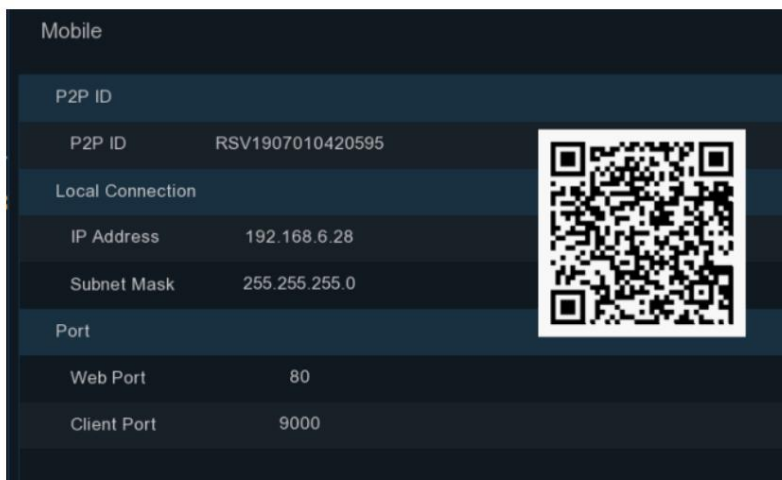 Mobile
P2P ID
P2P ID RSV1907010420595
Local Connection
IP Address 192.168.6.28
Subnet Mask 255.255.255.0
Port
Web Port 80
Client Port 9000